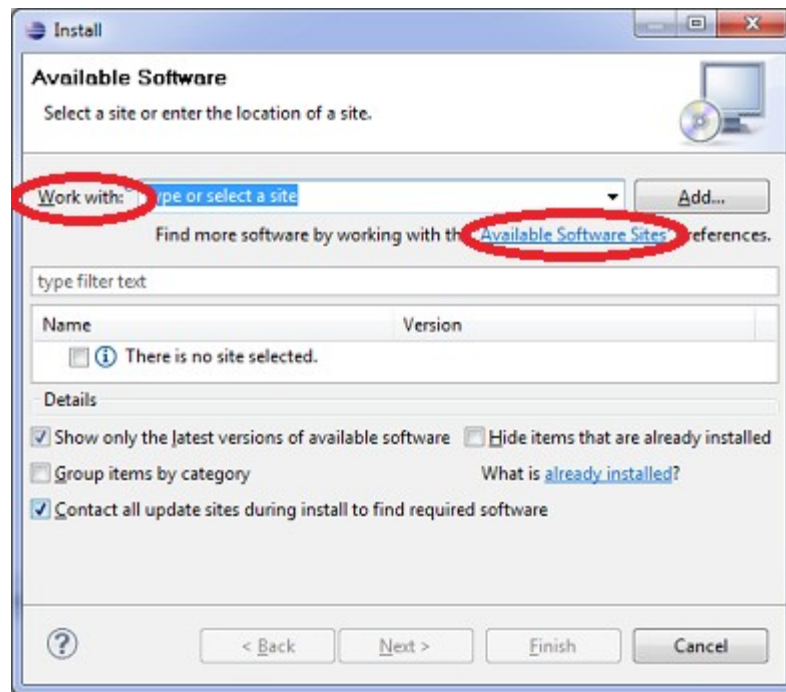 Install
Available Software
Select a site or enter the location of a site.
Work with: ype or select a site Add...
Find more software by working with th 'Available Software Sites' references.
type filter text
Name Version
There is no site selected.
Details
Show only the latest versions of available software Hide items that are already installed
Group items by category What is already installed?
Contact all update sites during install to find required software
? < Back Next > Finish Cancel